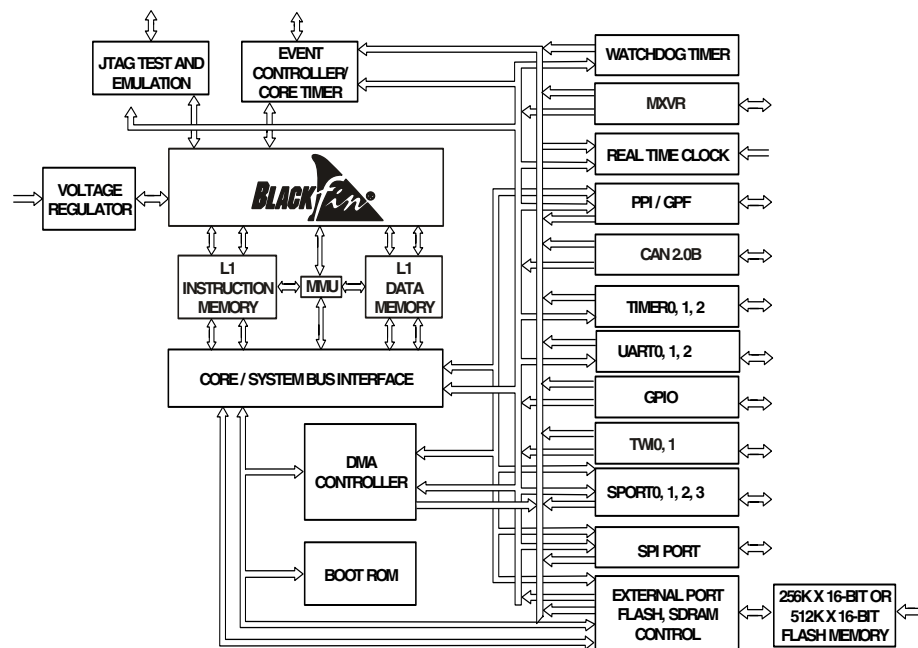 JTAG TEST AND
EMULATION
EVENT
CONTROLLER/
CORE TIMER
WATCHDOG TIMER
MXVR
REAL TIME CLOCK
VOLTAGE
REGULATOR
BLACKfin®
PPI / GPF
CAN 2.0B
L1
INSTRUCTION
MEMORY
MMU
L1
DATA
MEMORY
TIMER0, 1, 2
UART0, 1, 2
CORE / SYSTEM BUS INTERFACE
GPIO
TWI0, 1
DMA
CONTROLLER
SPORT0, 1, 2, 3
SPI PORT
BOOT ROM
EXTERNAL PORT
FLASH, SDRAM
CONTROL
256K X 16-BIT OR
512K X 16-BIT
FLASH MEMORY